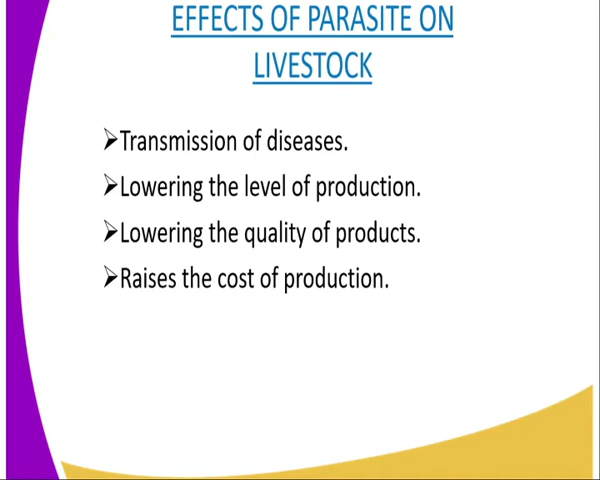 EFFECTS OF PARASITE ON
LIVESTOCK
➢Transmission of diseases.
➢Lowering the level of production.
➢Lowering the quality of products.
➢Raises the cost of production.